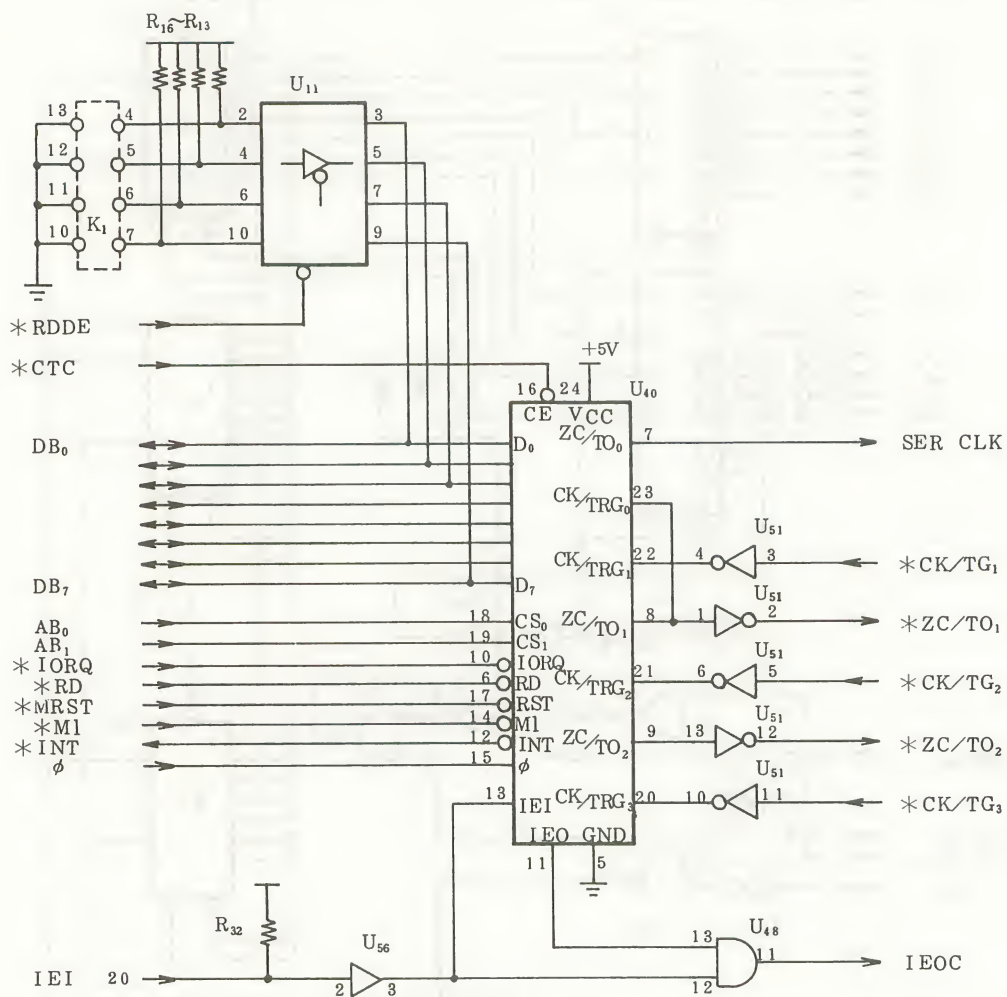 R₁₆~R₁₃
U₁₁
13 4 2 3
12 5 4 5
11 6 6 7
K₁
10 7 10 9
*RDDE
*CTC
+5V
16 24 U₄₀
CE VCC
DB₀ D₀ ZC/TO₀ 7 SER CLK
CK/TRG₀ 23
U₅₁
CK/TRG₁ 22 4 3 *CK/TG₁
DB₇ D₇
U₅₁
AB₀ 18 CS₀ ZC/TO₁ 8 1 2 *ZC/TO₁
AB₁ 19 CS₁
*IORQ 10 IORQ
U₅₁
*RD 6 RD CK/TRG₂ 21 6 5 *CK/TG₂
*MRST 17 RST
*M1 14 M1
U₅₁
*INT 12 INT ZC/TO₂ 9 13 12 *ZC/TO₂
φ 15 φ
U₅₁
13 IEI CK/TRG₃ 20 10 11 *CK/TG₃
IEO GND
11 5
R₃₂
U₅₆ U₄₈
13 11 IEOC
IEI 20 2 3 12